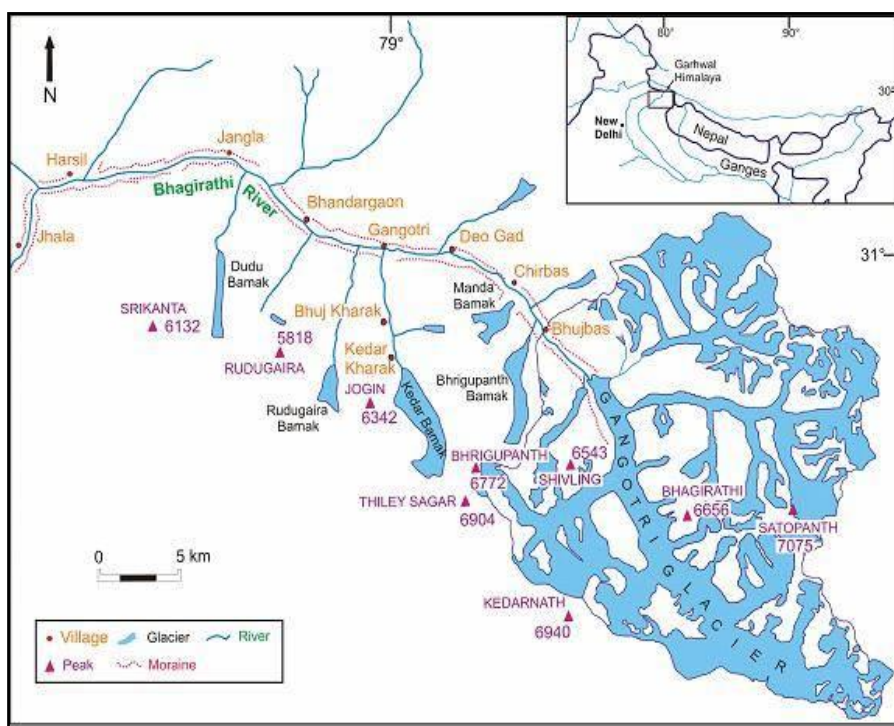 79°
N
Harsil
Jangla
Bhagirathi
River
Bhandargaon
Jhala
Gangotri
Deo Gad
Dudu
Bamak
Chirbas
Manda
Bamak
SRIKANTA
6132
Bhuj Kharak
Bhujbas
5818
RUDUGAIRA
Kedar
Kharak
Bhrigupanth
Bamak
JOGIN
6342
Rudugaira
Bamak
Kedar Bamak
GANGOTRI GLACIER
BHRIGUPANTH
6772
6543
SHIVLING
THILEY SAGAR
6904
BHAGIRATHI
6656
SATOPANTH
7075
KEDARNATH
6940
0 5 km
Village Glacier River
Peak Moraine
80° 90°
Garhwal
Himalaya
30°
New
Delhi
Nepal
Ganges
31°